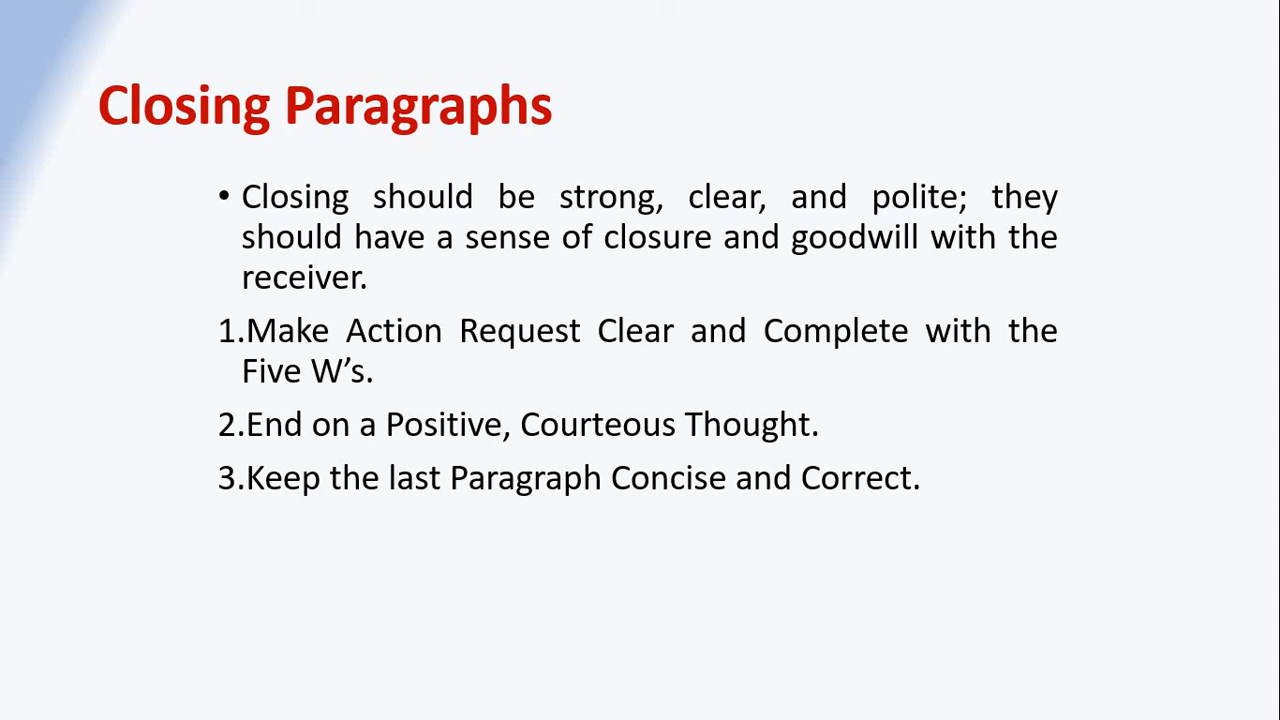 Closing Paragraphs
• Closing should be strong, clear, and polite; they
should have a sense of closure and goodwill with the
receiver.
1.Make Action Request Clear and Complete with the
Five W’s.
2.End on a Positive, Courteous Thought.
3.Keep the last Paragraph Concise and Correct.